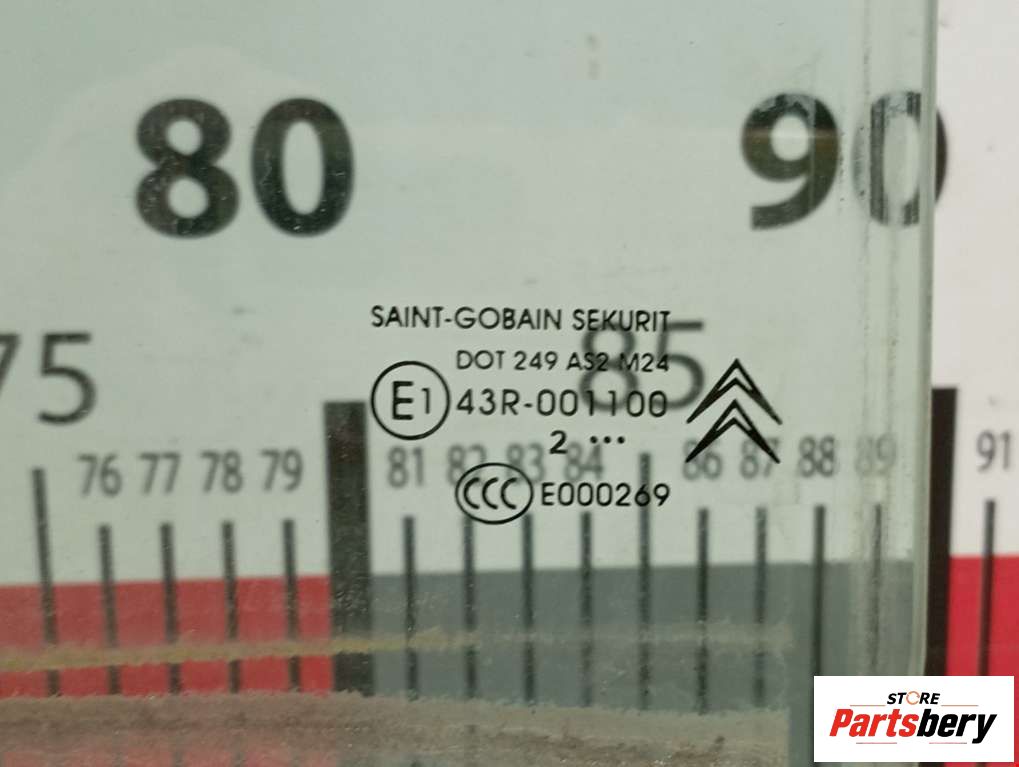 80 90
SAINT-GOBAIN SEKURIT
75 85
DOT 249 AS2 M24
E1 43R-001100
2 ...
76 77 78 79 81 82 83 84 86 87 88 89 91
CCC E000269
STORE
Partsbery